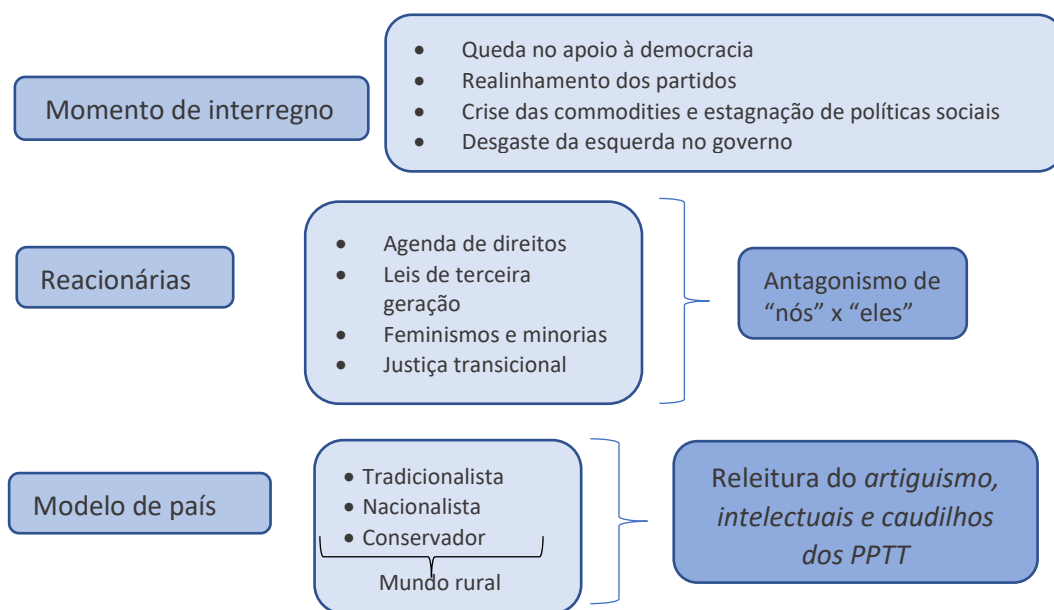 Momento de interregno
• Queda no apoio à democracia
• Realinhamento dos partidos
• Crise das commodities e estagnação de políticas sociais
• Desgaste da esquerda no governo
Reacionárias
• Agenda de direitos
• Leis de terceira
geração
• Feminismos e minorias
• Justiça transicional
Antagonismo de
“nós” x “eles”
Modelo de país
• Tradicionalista
• Nacionalista
• Conservador
Mundo rural
Releitura do artiguismo,
intelectuais e caudilhos
dos PPTT